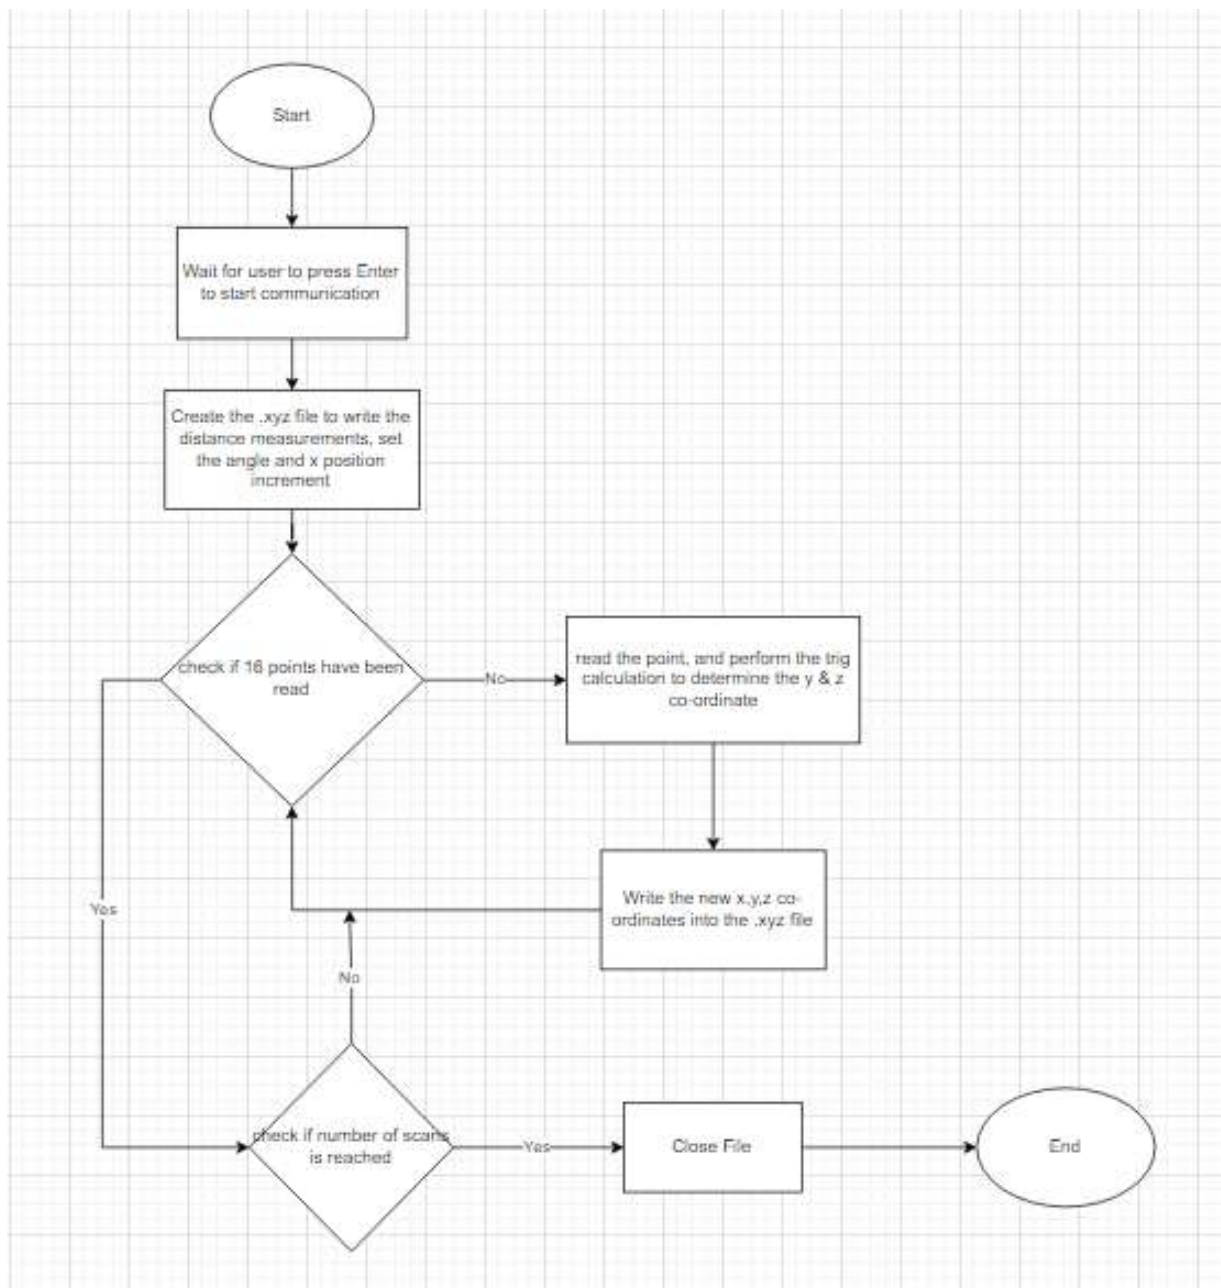 Start
Wait for user to press Enter
to start communication
Create the .xyz file to write the
distance measurements, set
the angle and x position
increment
check if 16 points have been
read
No
read the point, and perform the trig
calculation to determine the y & z
co-ordinate
Write the new x,y,z co-
ordinates into the .xyz file
Yes
No
check if number of scans
is reached
Yes
Close File
End